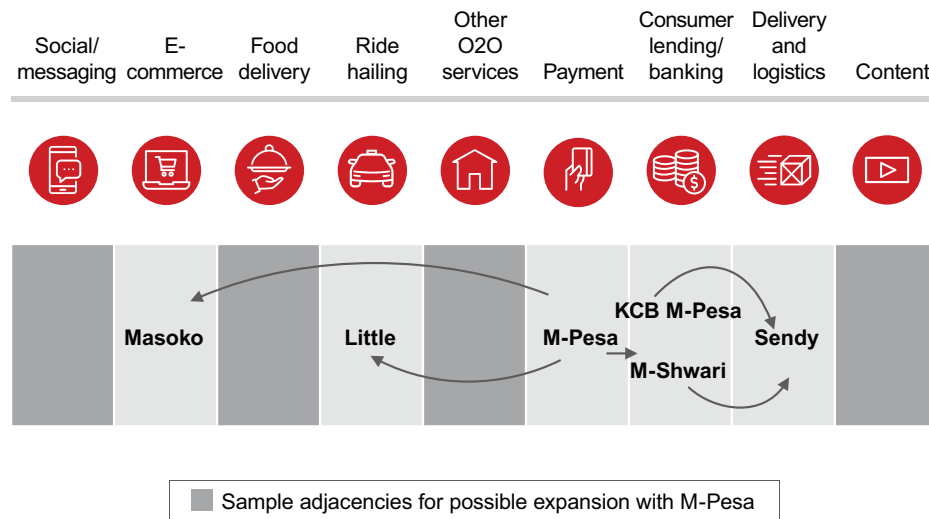 Social/
messaging
E-
commerce
Food
delivery
Ride
hailing
Other
O2O
services
Payment
Consumer
lending/
banking
Delivery
and
logistics
Content
$
KCB M-Pesa
Masoko
Little
M-Pesa
Sendy
M-Shwari
Sample adjacencies for possible expansion with M-Pesa